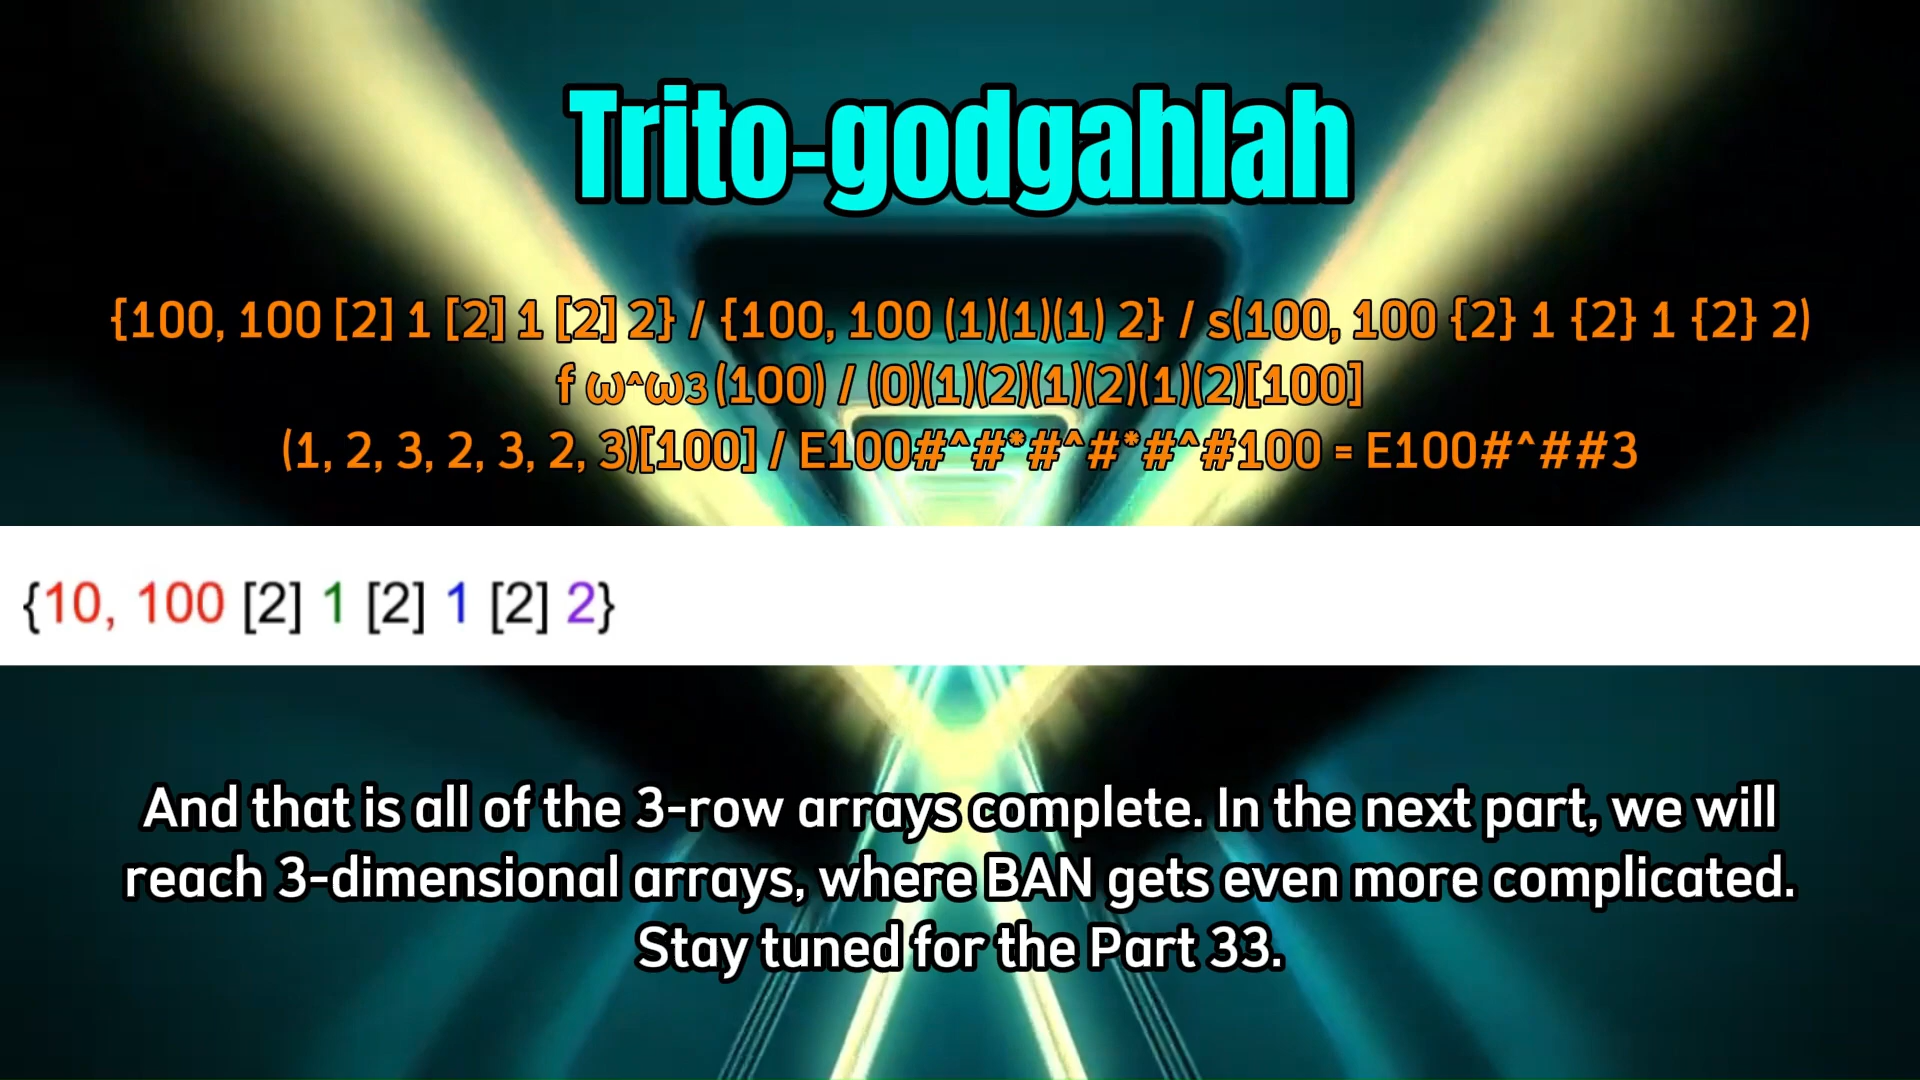 Trito-godgahlah
{100, 100 [2] 1 [2] 1 [2] 2} / {100, 100 (1)(1)(1) 2} / s(100, 100 {2} 1 {2} 1 {2} 2)
f ω^ω3 (100) / (0)(1)(2)(1)(2)(1)(2)[100]
(1, 2, 3, 2, 3, 2, 3)[100] / E100#^#*#^#*#^#100 = E100#^##3
{10, 100 [2] 1 [2] 1 [2] 2}
And that is all of the 3-row arrays complete. In the next part, we will
reach 3-dimensional arrays, where BAN gets even more complicated.
Stay tuned for the Part 33.